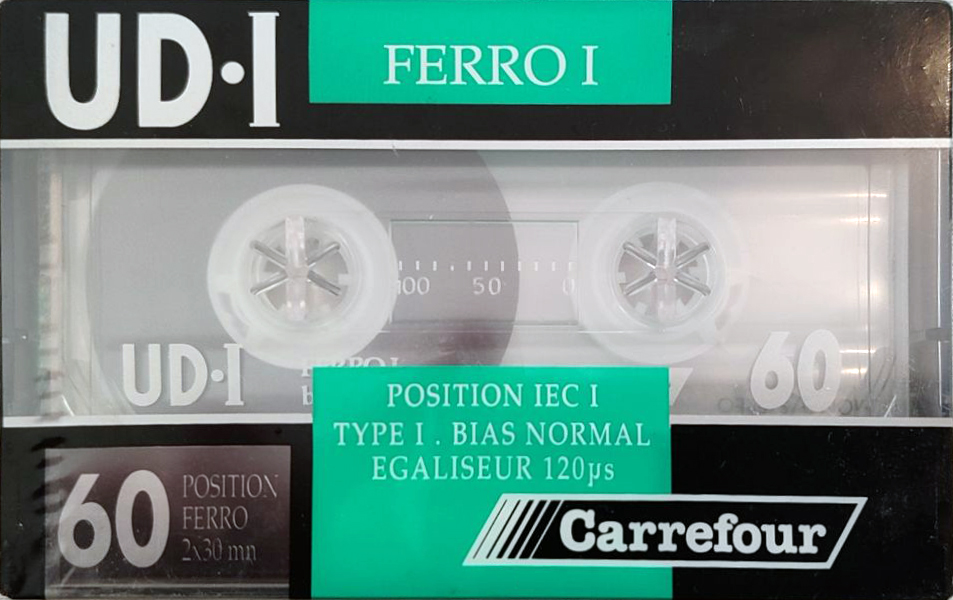 UD·I
FERRO I
100 50 0
UD·I
FERRO I
60
POSITION IEC I
TYPE I . BIAS NORMAL
EGALISEUR 120µs
60
POSITION
FERRO
2x30 mn
Carrefour